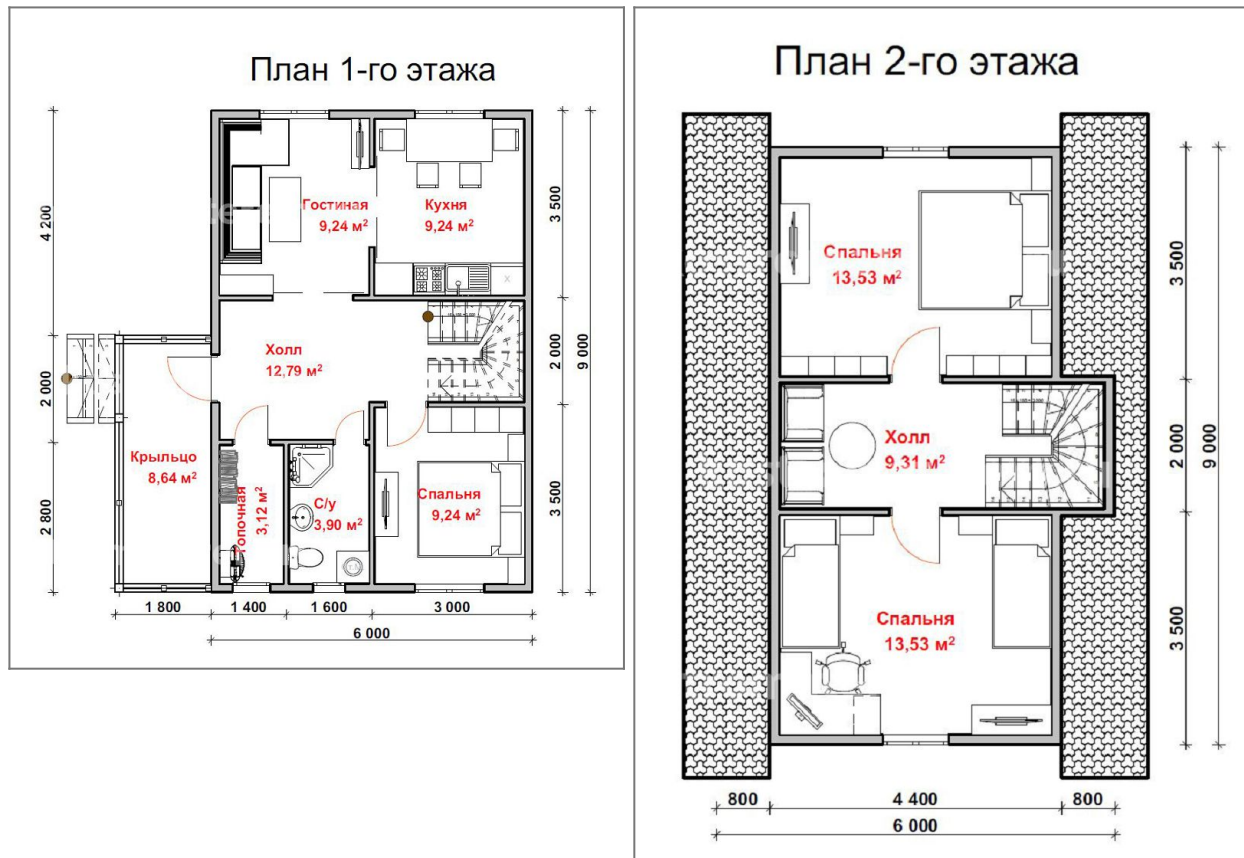 План 1-го этажа
Гостиная
9,24 м²
Кухня
9,24 м²
Холл
12,79 м²
Крыльцо
8,64 м²
Топочная
3,12 м²
С/у
3,90 м²
Спальня
9,24 м²
4 200
2 000
2 800
3 500
2 000
3 500
9 000
1 800
1 400
1 600
3 000
6 000
План 2-го этажа
Спальня
13,53 м²
Холл
9,31 м²
Спальня
13,53 м²
3 500
2 000
3 500
9 000
800
4 400
800
6 000